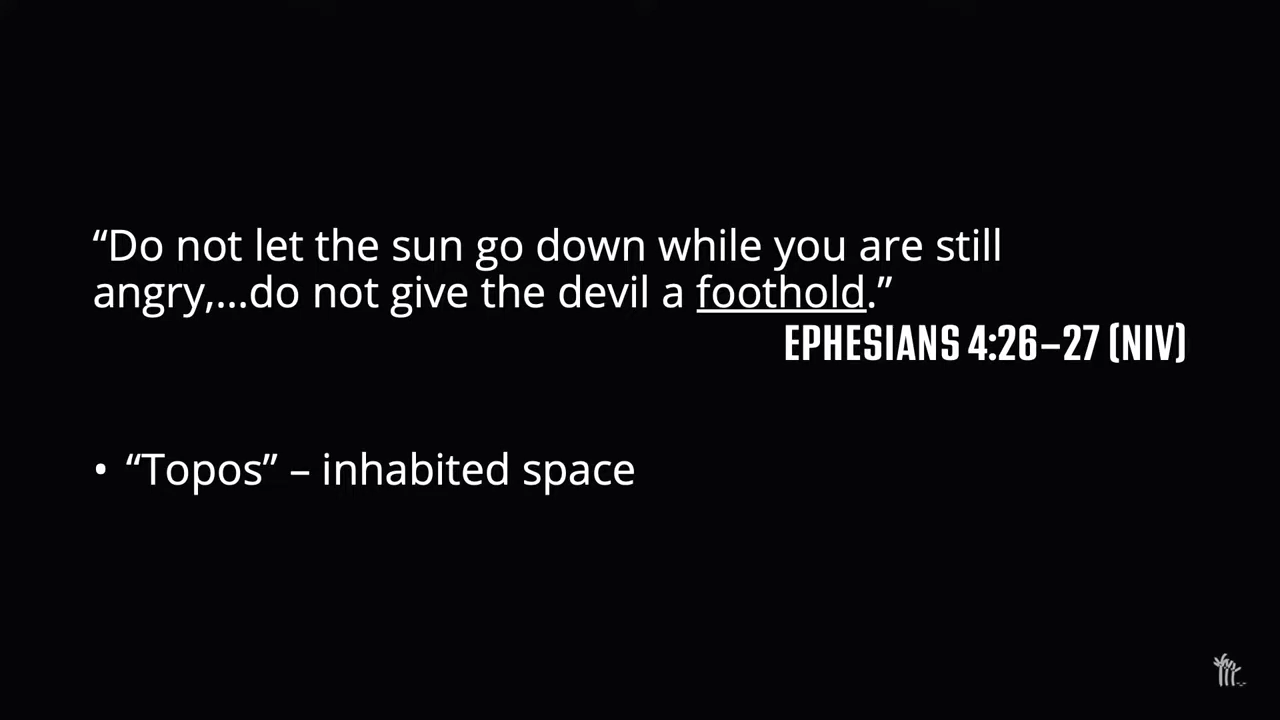 “Do not let the sun go down while you are still
angry,...do not give the devil a foothold.”
EPHESIANS 4:26–27 (NIV)
• “Topos” – inhabited space